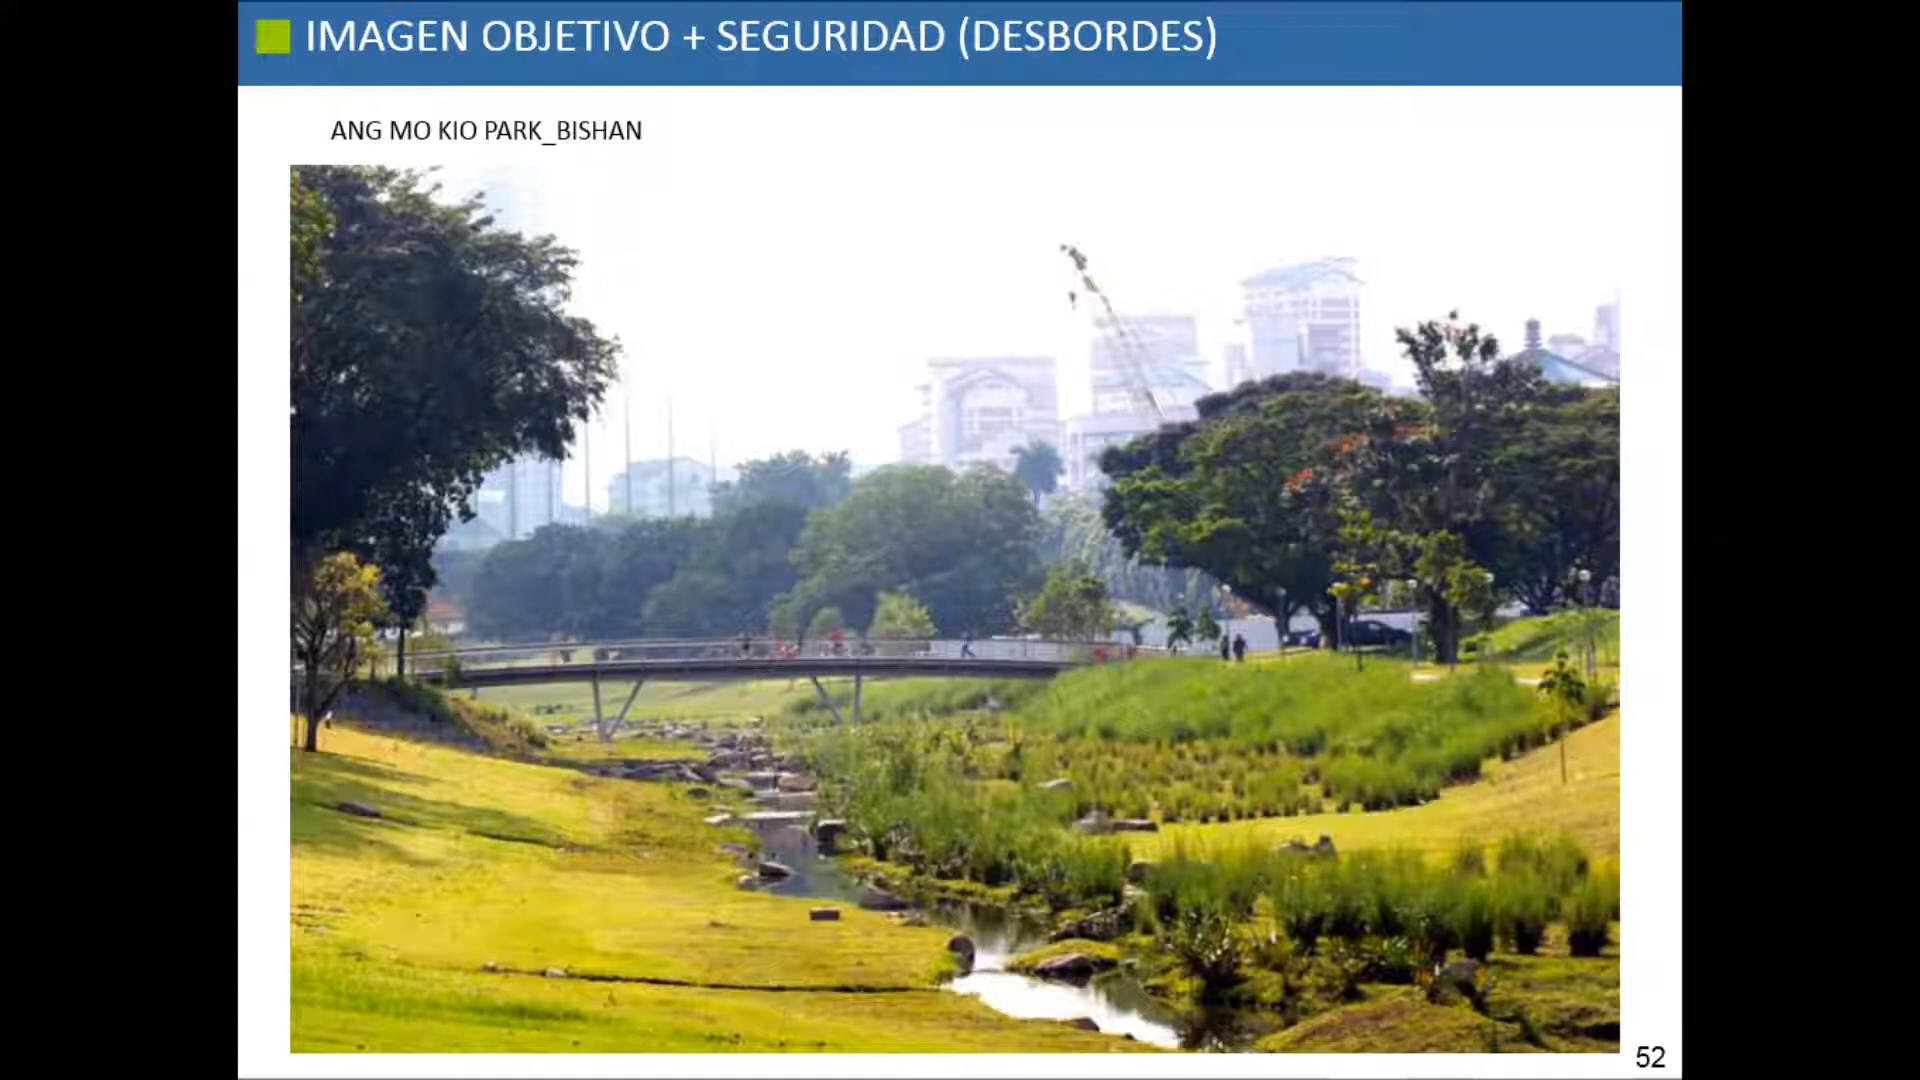 IMAGEN OBJETIVO + SEGURIDAD (DESBORDES)
ANG MO KIO PARK_BISHAN
52